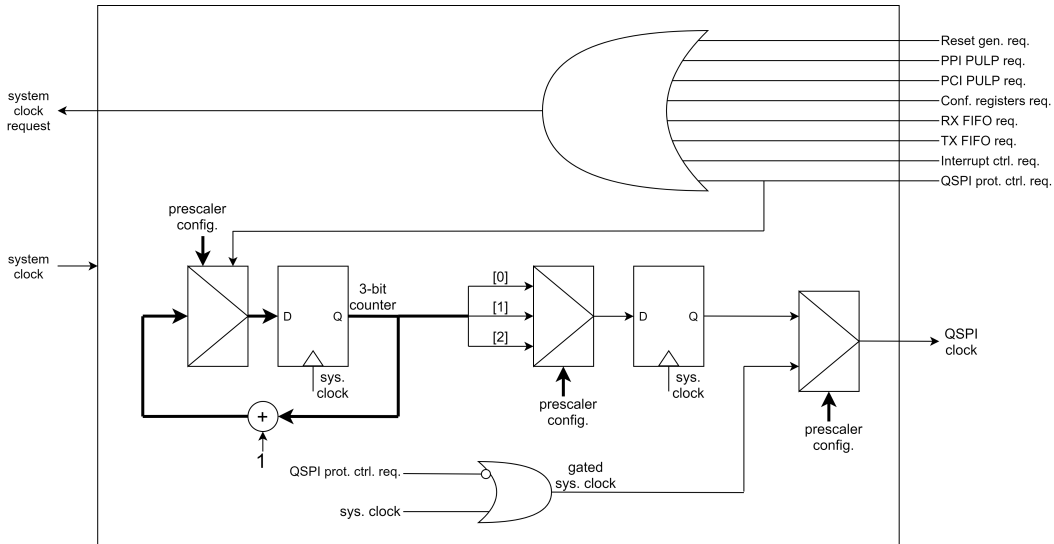 Reset gen. req.
PPI PULP req.
PCI PULP req.
Conf. registers req.
RX FIFO req.
TX FIFO req.
Interrupt ctrl. req.
QSPI prot. ctrl. req.
system
clock
request
prescaler
config.
system
clock
3-bit
counter
D
Q
sys.
clock
+
1
[0]
[1]
[2]
prescaler
config.
D
Q
sys.
clock
QSPI
clock
prescaler
config.
QSPI prot. ctrl. req.
sys. clock
gated
sys. clock